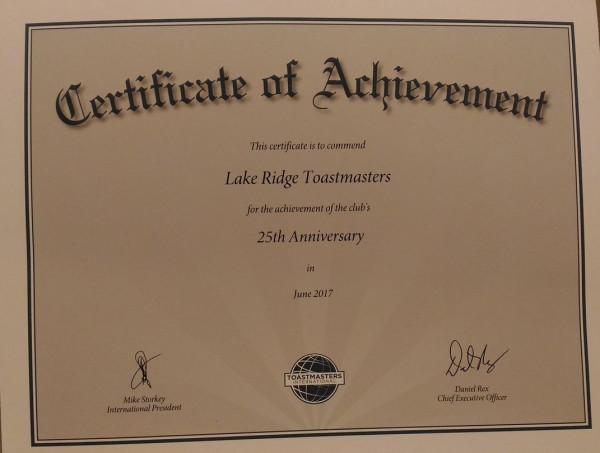 Certificate of Achievement
This certificate is to commend
Lake Ridge Toastmasters
for the achievement of the club's
25th Anniversary
in
June 2017
Mike Storkey
International President
TOASTMASTERS
INTERNATIONAL
Daniel Rex
Chief Executive Officer